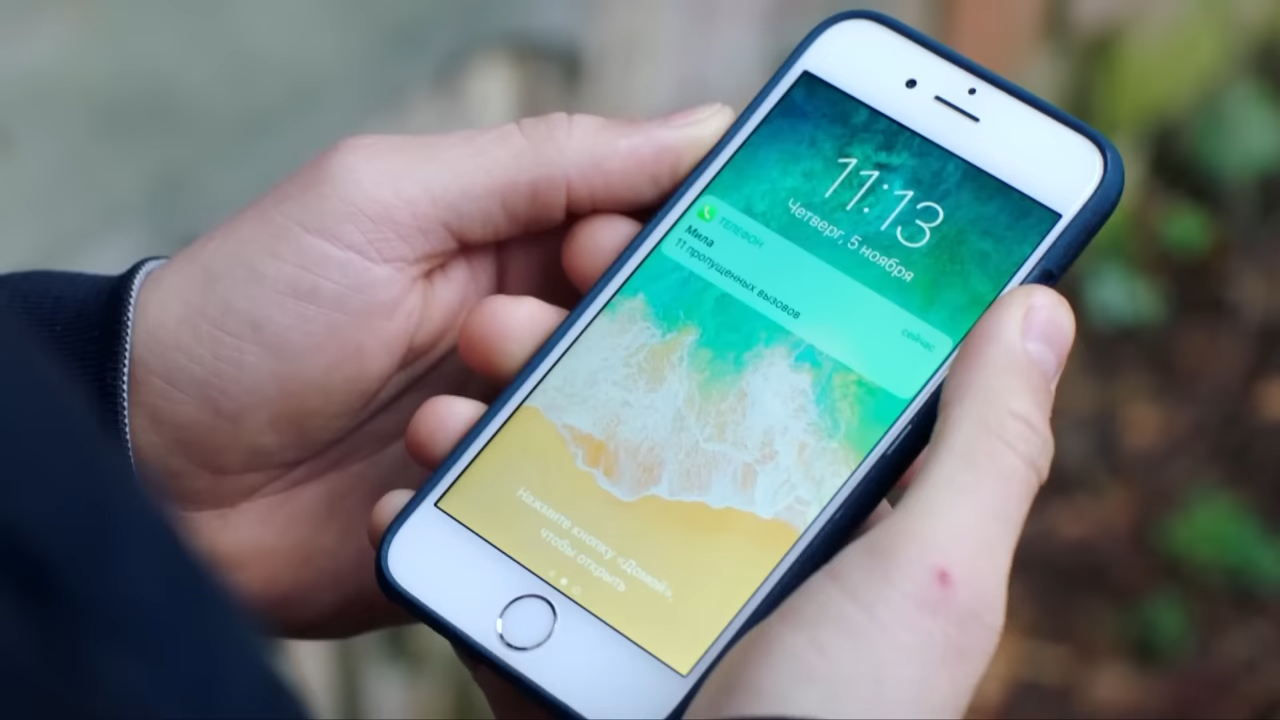 11:13
Четверг, 5 ноября
ТЕЛЕФОН
сейчас
Мила
11 пропущенных вызовов
Нажмите кнопку «Домой»,
чтобы открыть